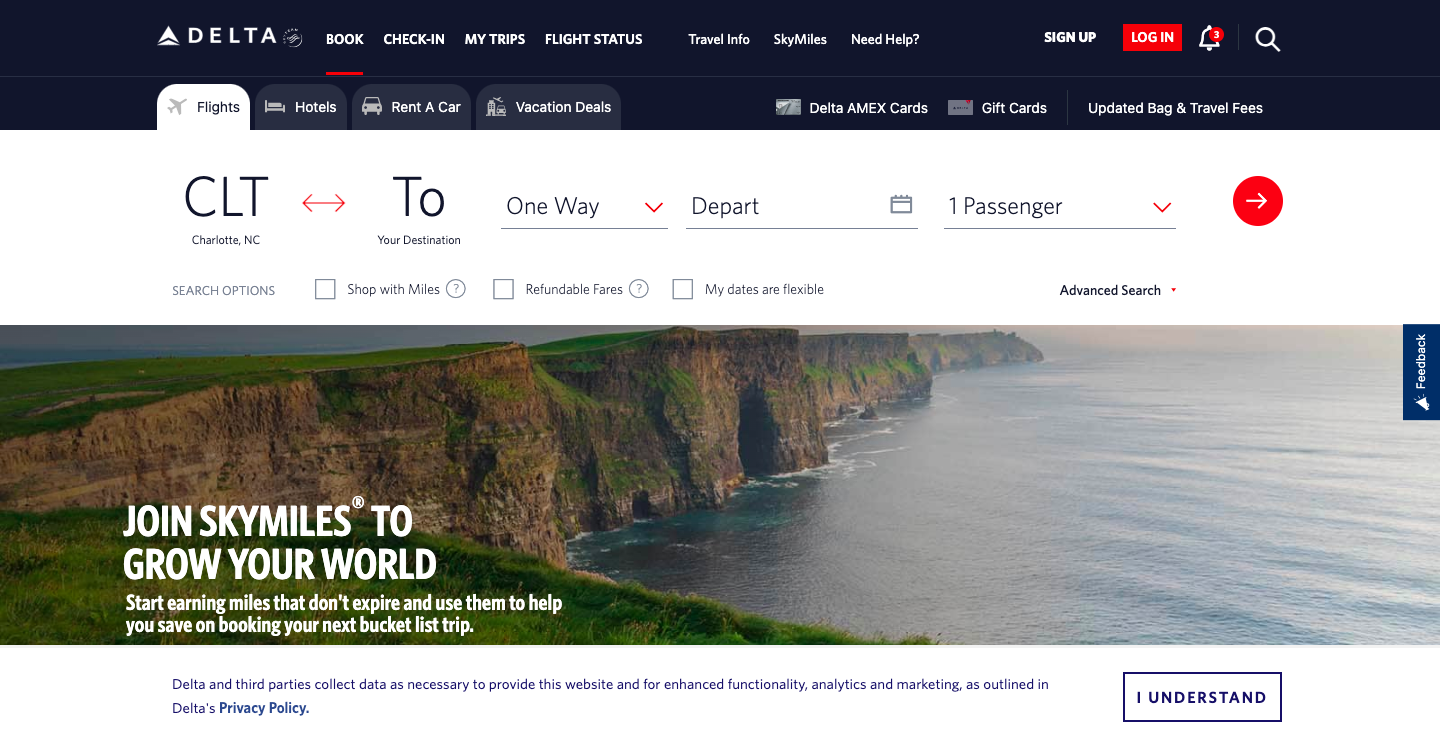 DELTA
BOOK
CHECK-IN
MY TRIPS
FLIGHT STATUS
Travel Info
SkyMiles
Need Help?
SIGN UP
LOG IN
3
Flights
Hotels
Rent A Car
Vacation Deals
Delta AMEX Cards
Gift Cards
Updated Bag & Travel Fees
CLT
Charlotte, NC
To
Your Destination
One Way
Depart
1 Passenger
SEARCH OPTIONS
Shop with Miles ?
Refundable Fares ?
My dates are flexible
Advanced Search
Feedback
JOIN SKYMILES® TO
GROW YOUR WORLD
Start earning miles that don't expire and use them to help
you save on booking your next bucket list trip.
Delta and third parties collect data as necessary to provide this website and for enhanced functionality, analytics and marketing, as outlined in
Delta's Privacy Policy.
I UNDERSTAND